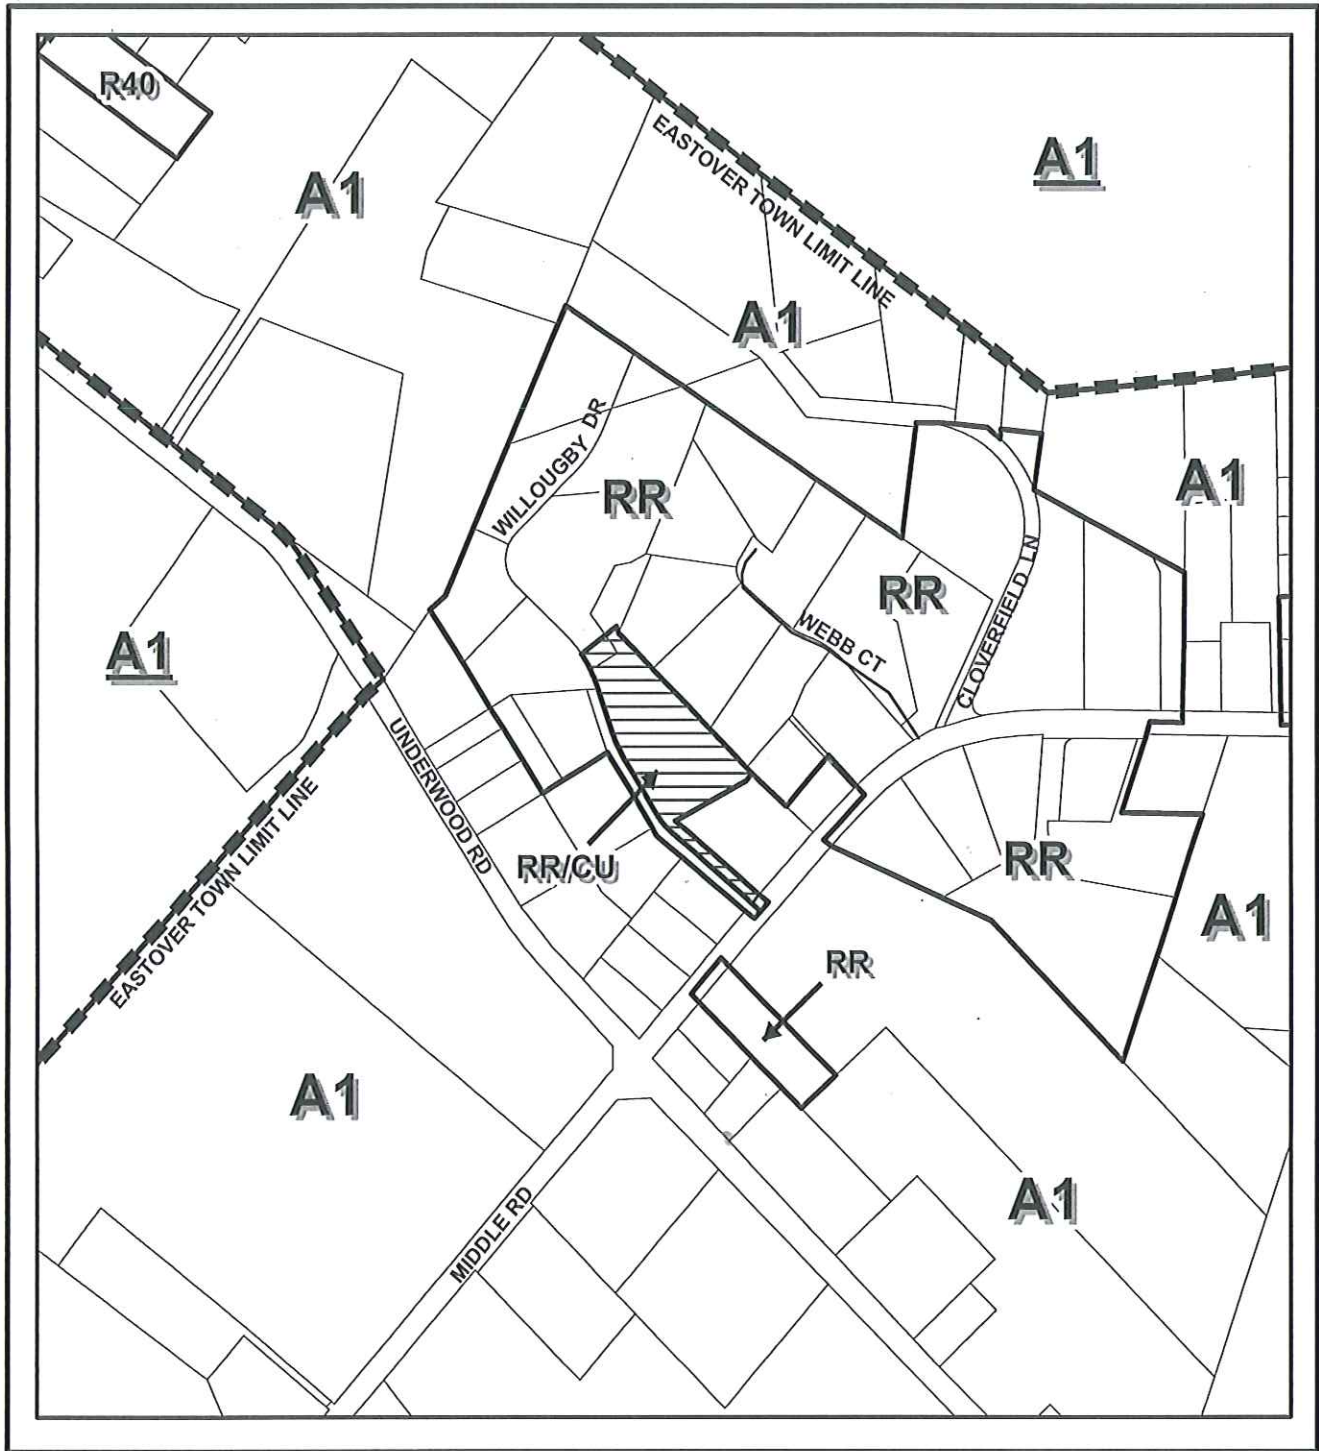 R40
A1
A1
EASTOVER TOWN LIMIT LINE
A1
A1
WILLOUGBY DR
RR
RR
CLOVERFIELD LN
WEBB CT
A1
UNDERWOOD RD
EASTOVER TOWN LIMIT LINE
RR/CU
RR
A1
RR
A1
A1
MIDDLE RD